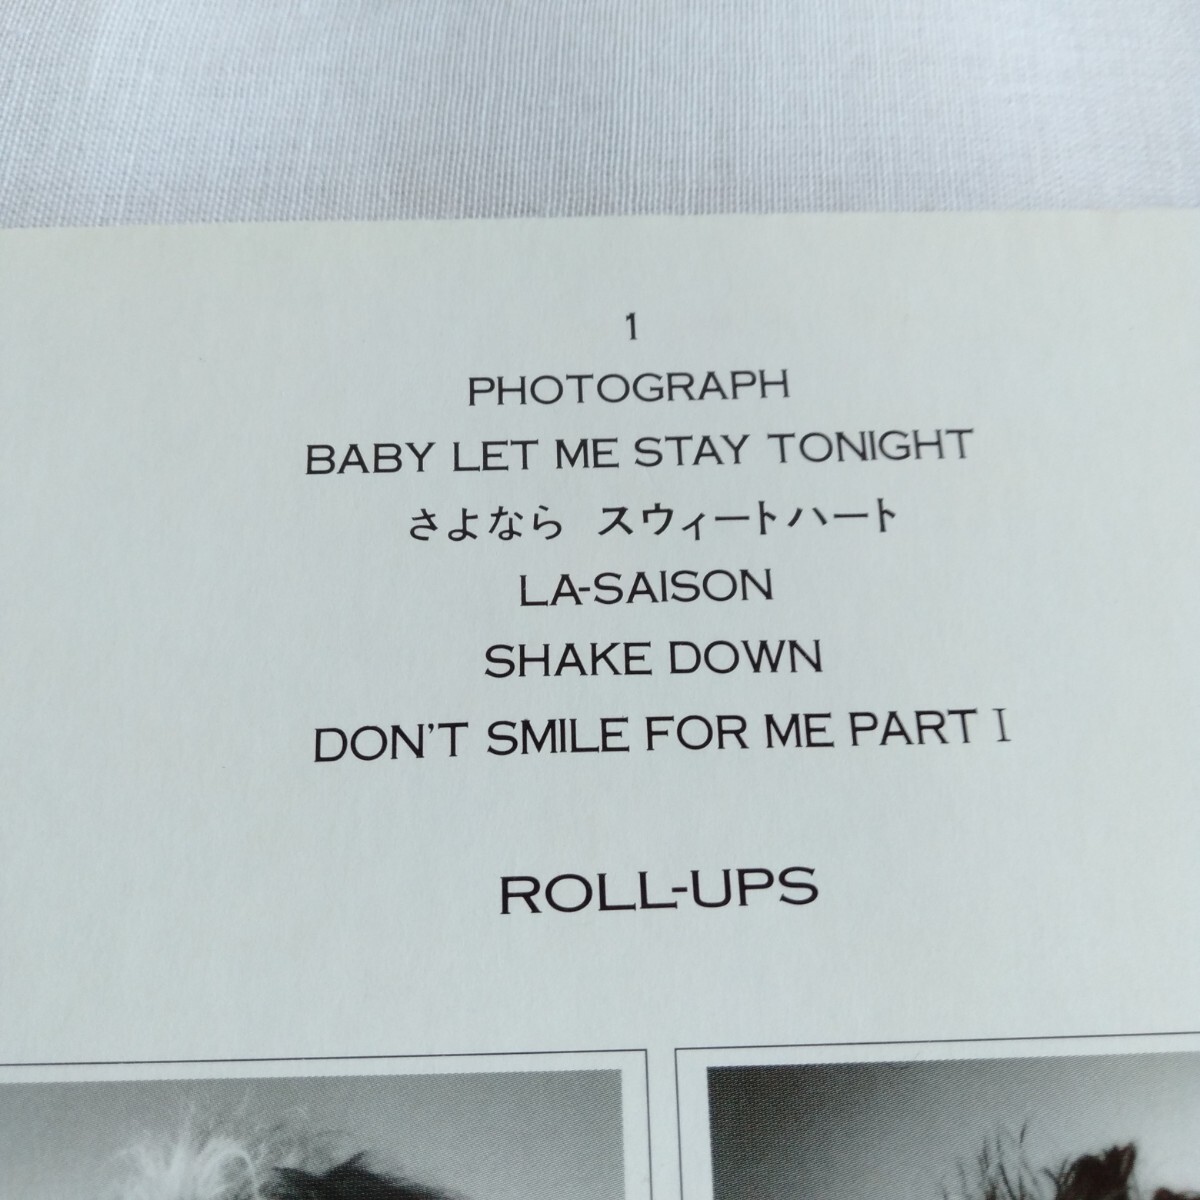 1
PHOTOGRAPH
BABY LET ME STAY TONIGHT
さよなら スウィートハート
LA-SAISON
SHAKE DOWN
DON'T SMILE FOR ME PART I
ROLL-UPS